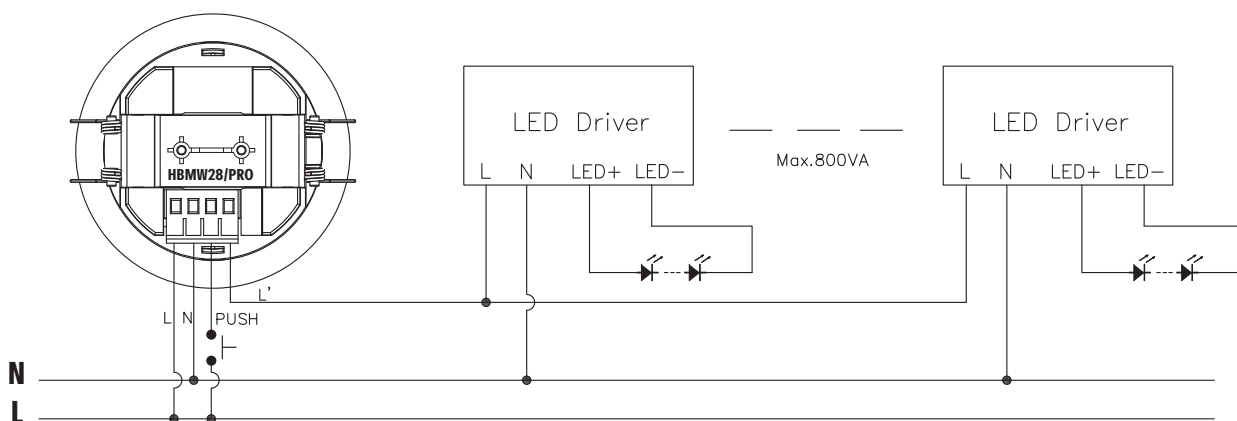 LED Driver
LED Driver
Max.800VA
HBMW28/PRO
L N LED+ LED-
L N LED+ LED-
L'
L N PUSH
N
L